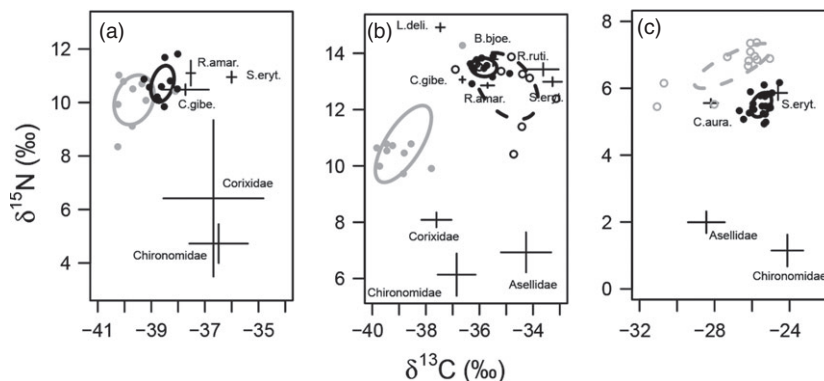 (a)
R.amar.
S.eryt.
C.gibe.
Corixidae
Chironomidae
12
10
8
6
4
−41
−39
−37
−35
(b)
L.deli.
B.bjoe.
R.ruti.
C.gibe.
R.amar.
S.eryt.
Corixidae
Chironomidae
Asellidae
14
12
10
8
6
−40
−38
−36
−34
(c)
C.aura.
S.eryt.
Asellidae
Chironomidae
8
6
4
2
0
−32
−28
−24
δ15N (‰)
δ13C (‰)